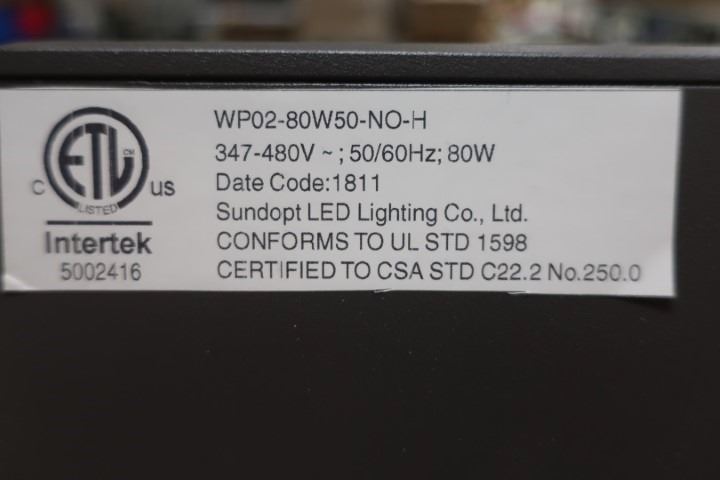 WP02-80W50-NO-H
347-480V ~ ; 50/60Hz; 80W
Date Code:1811
Sundopt LED Lighting Co., Ltd.
CONFORMS TO UL STD 1598
CERTIFIED TO CSA STD C22.2 No.250.0
ETL
CM
C
US
LISTED
Intertek
5002416